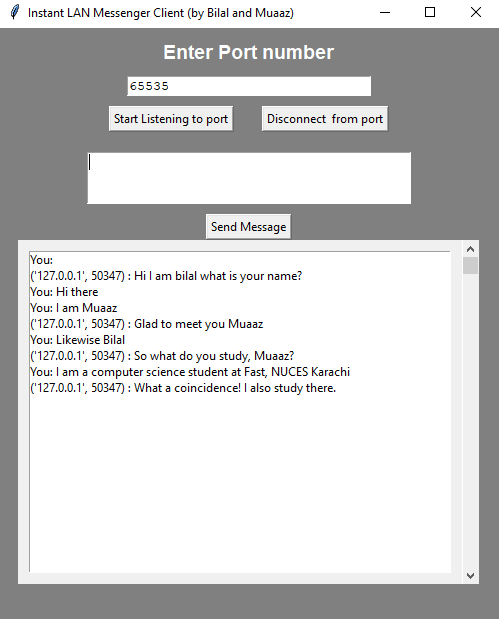 Instant LAN Messenger Client (by Bilal and Muaaz)
Enter Port number
65535
Start Listening to port
Disconnect  from port
Send Message
You:
('127.0.0.1', 50347) : Hi I am bilal what is your name?
You: Hi there
You: I am Muaaz
('127.0.0.1', 50347) : Glad to meet you Muaaz
You: Likewise Bilal
('127.0.0.1', 50347) : So what do you study, Muaaz?
You: I am a computer science student at Fast, NUCES Karachi
('127.0.0.1', 50347) : What a coincidence! I also study there.